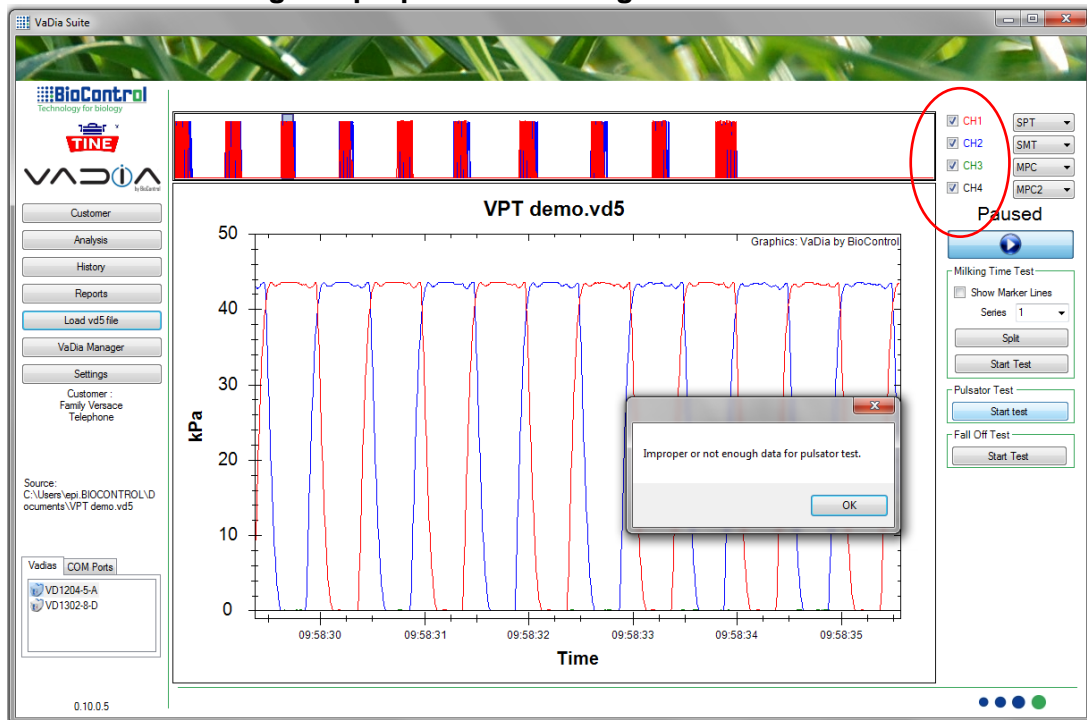 VaDia Suite
BioControl
Technology for biology
TINE
VADIA
by BioControl
Customer
Analysis
History
Reports
Load vd5 file
VaDia Manager
Settings
Customer :
Family Versace
Telephone
Source:
C:\Users\epi.BIOCONTROL\D
ocuments\VPT demo.vd5
Vadias
COM Ports
VD1204-5-A
VD1302-8-D
0.10.0.5
VPT demo.vd5
Graphics: VaDia by BioControl
kPa
50
40
30
20
10
0
09:58:30
09:58:31
09:58:32
09:58:33
09:58:34
09:58:35
Time
Improper or not enough data for pulsator test.
OK
CH1
SPT
CH2
SMT
CH3
MPC
CH4
MPC2
Paused
Milking Time Test
Show Marker Lines
Series
1
Split
Start Test
Pulsator Test
Start test
Fall Off Test
Start Test